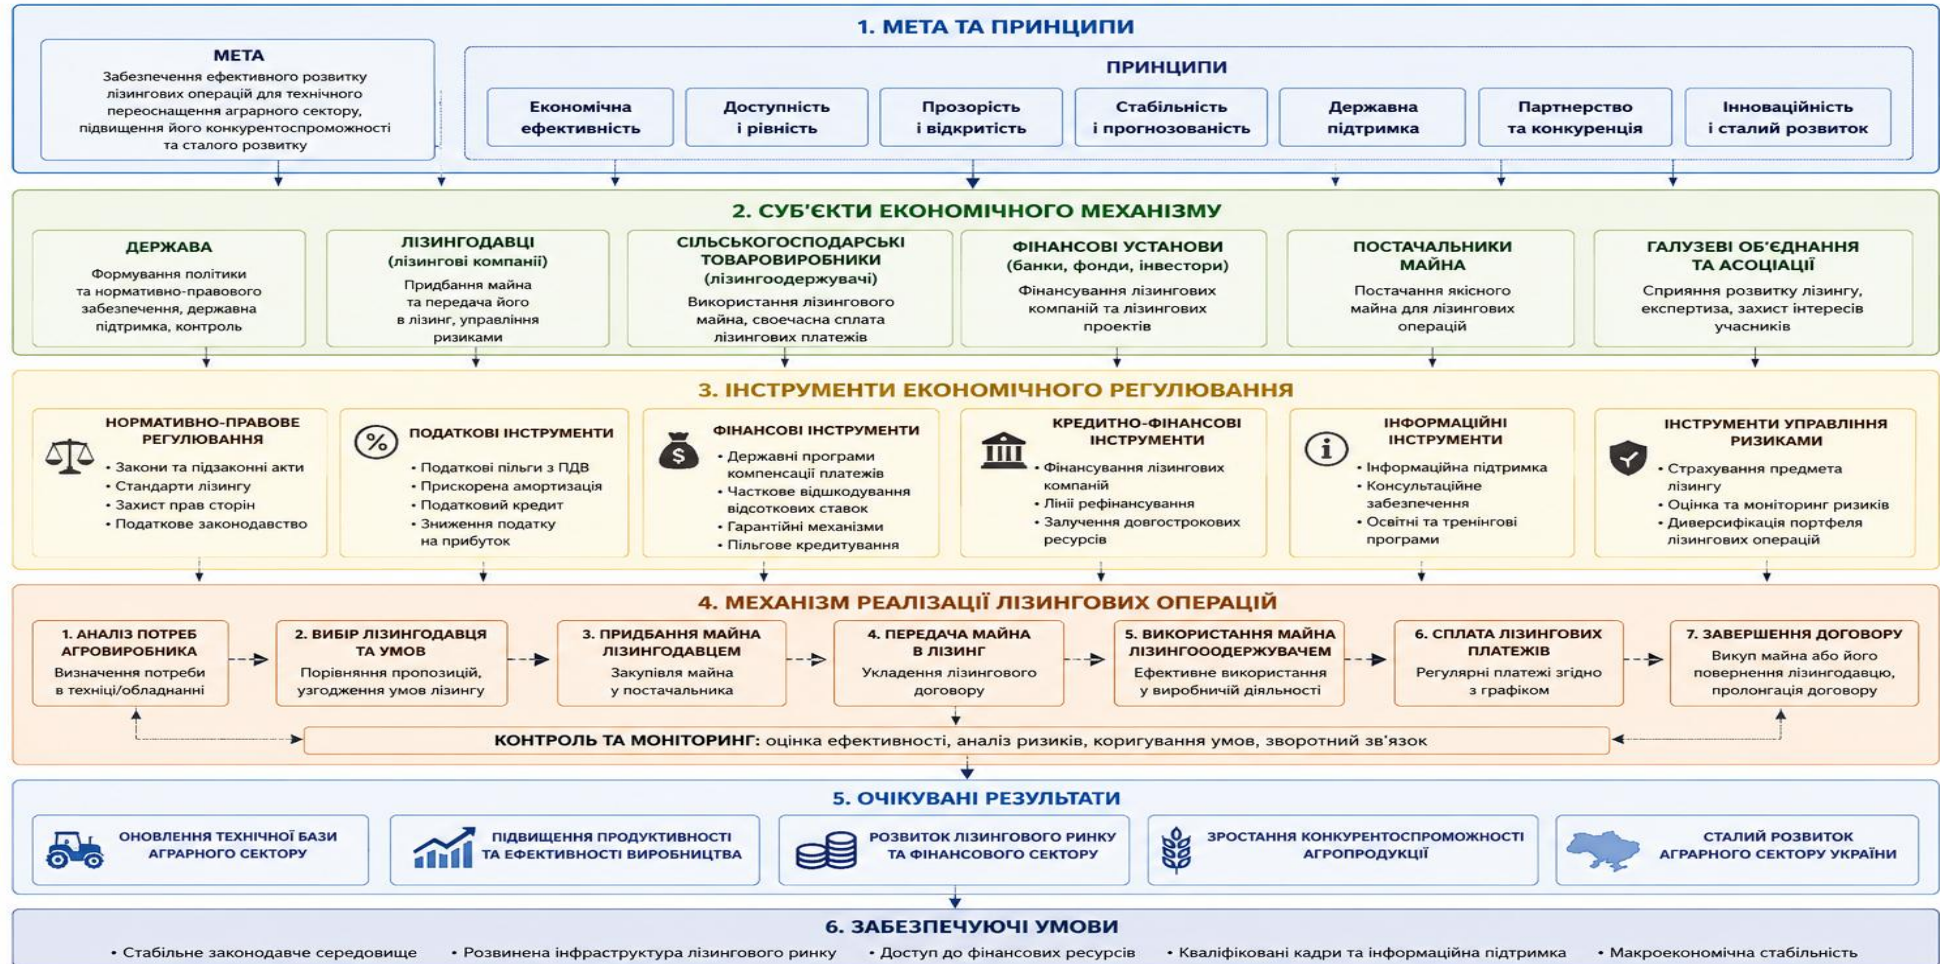 1. МЕТА ТА ПРИНЦИПИ
МЕТА
Забезпечення ефективного розвитку
лізингових операцій для технічного
переоснащення аграрного сектору,
підвищення його конкурентоспроможності
та сталого розвитку
ПРИНЦИПИ
Економічна
ефективність
Доступність
і рівність
Прозорість
і відкритість
Стабільність
і прогнозованість
Державна
підтримка
Партнерство
та конкуренція
Інноваційність
і сталий розвиток
2. СУБ'ЄКТИ ЕКОНОМІЧНОГО МЕХАНІЗМУ
ДЕРЖАВА
Формування політики
та нормативно-правового
забезпечення, державна
підтримка, контроль
ЛІЗИНГОДАВЦІ
(лізингові компанії)
Придбання майна
та передача його
в лізинг, управління
ризиками
СІЛЬСЬКОГОСПОДАРСЬКІ
ТОВАРОВИРОБНИКИ
(лізингоодержувачі)
Використання лізингового
майна, своєчасна сплата
лізингових платежів
ФІНАНСОВІ УСТАНОВИ
(банки, фонди, інвестори)
Фінансування лізингових
компаній та лізингових
проектів
ПОСТАЧАЛЬНИКИ
МАЙНА
Постачання якісного
майна для лізингових
операцій
ГАЛУЗЕВІ ОБ'ЄДНАННЯ
ТА АСОЦІАЦІЇ
Сприяння розвитку лізингу,
експертиза, захист інтересів
учасників
3. ІНСТРУМЕНТИ ЕКОНОМІЧНОГО РЕГУЛЮВАННЯ
НОРМАТИВНО-ПРАВОВЕ
РЕГУЛЮВАННЯ
• Закони та підзаконні акти
• Стандарти лізингу
• Захист прав сторін
• Податкове законодавство
%
ПОДАТКОВІ ІНСТРУМЕНТИ
• Податкові пільги з ПДВ
• Прискорена амортизація
• Податковий кредит
• Зниження податку
на прибуток
$
ФІНАНСОВІ ІНСТРУМЕНТИ
• Державні програми
компенсації платежів
• Часткове відшкодування
відсоткових ставок
• Гарантійні механізми
• Пільгове кредитування
КРЕДИТНО-ФІНАНСОВІ
ІНСТРУМЕНТИ
• Фінансування лізингових
компаній
• Лінії рефінансування
• Залучення довгострокових
ресурсів
i
ІНФОРМАЦІЙНІ
ІНСТРУМЕНТИ
• Інформаційна підтримка
• Консультаційне
забезпечення
• Освітні та тренінгові
програми
ІНСТРУМЕНТИ УПРАВЛІННЯ
РИЗИКАМИ
• Страхування предмета
лізингу
• Оцінка та моніторинг ризиків
• Диверсифікація портфеля
лізингових операцій
4. МЕХАНІЗМ РЕАЛІЗАЦІЇ ЛІЗИНГОВИХ ОПЕРАЦІЙ
1. АНАЛІЗ ПОТРЕБ
АГРОВИРОБНИКА
Визначення потреби
в техніці/обладнанні
2. ВИБІР ЛІЗИНГОДАВЦЯ
ТА УМОВ
Порівняння пропозицій,
узгодження умов лізингу
3. ПРИДБАННЯ МАЙНА
ЛІЗИНГОДАВЦЕМ
Закупівля майна
у постачальника
4. ПЕРЕДАЧА МАЙНА
В ЛІЗИНГ
Укладення лізингового
договору
5. ВИКОРИСТАННЯ МАЙНА
ЛІЗИНГОООДЕРЖУВАЧЕМ
Ефективне використання
у виробничій діяльності
6. СПЛАТА ЛІЗИНГОВИХ
ПЛАТЕЖІВ
Регулярні платежі згідно
з графіком
7. ЗАВЕРШЕННЯ ДОГОВОРУ
Викуп майна або його
повернення лізингодавцю,
пролонгація договору
КОНТРОЛЬ ТА МОНІТОРИНГ: оцінка ефективності, аналіз ризиків, коригування умов, зворотний зв'язок
5. ОЧІКУВАНІ РЕЗУЛЬТАТИ
ОНОВЛЕННЯ ТЕХНІЧНОЇ БАЗИ
АГРАРНОГО СЕКТОРУ
ПІДВИЩЕННЯ ПРОДУКТИВНОСТІ
ТА ЕФЕКТИВНОСТІ ВИРОБНИЦТВА
РОЗВИТОК ЛІЗИНГОВОГО РИНКУ
ТА ФІНАНСОВОГО СЕКТОРУ
ЗРОСТАННЯ КОНКУРЕНТОСПРОМОЖНОСТІ
АГРОПРОДУКЦІЇ
СТАЛИЙ РОЗВИТОК
АГРАРНОГО СЕКТОРУ УКРАЇНИ
6. ЗАБЕЗПЕЧУЮЧІ УМОВИ
• Стабільне законодавче середовище • Розвинена інфраструктура лізингового ринку • Доступ до фінансових ресурсів • Кваліфіковані кадри та інформаційна підтримка • Макроекономічна стабільність